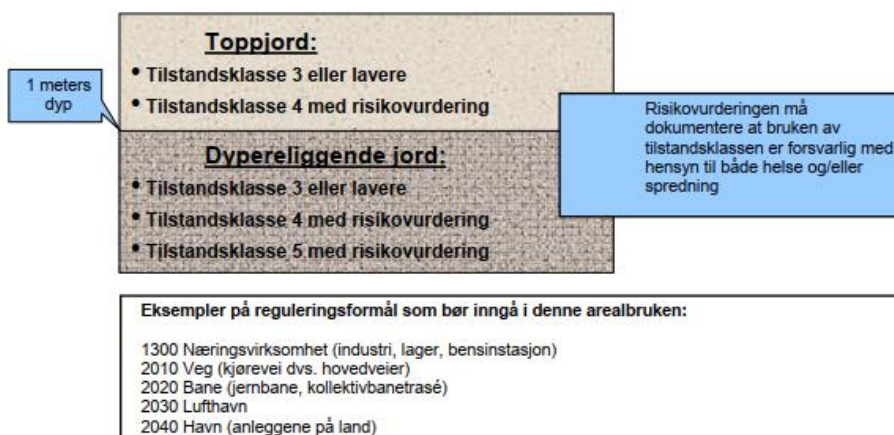 Toppjord:
• Tilstandsklasse 3 eller lavere
• Tilstandsklasse 4 med risikovurdering
1 meters
dyp
Risikovurderingen må
dokumentere at bruken av
tilstandsklassen er forsvarlig med
hensyn til både helse og/eller
spredning
Dypereliggende jord:
• Tilstandsklasse 3 eller lavere
• Tilstandsklasse 4 med risikovurdering
• Tilstandsklasse 5 med risikovurdering
Eksempler på reguleringsformål som bør inngå i denne arealbruken:
1300 Næringsvirksomhet (industri, lager, bensinstasjon)
2010 Veg (kjørevei dvs. hovedveier)
2020 Bane (jernbane, kollektivbanetrasé)
2030 Lufthavn
2040 Havn (anleggene på land)